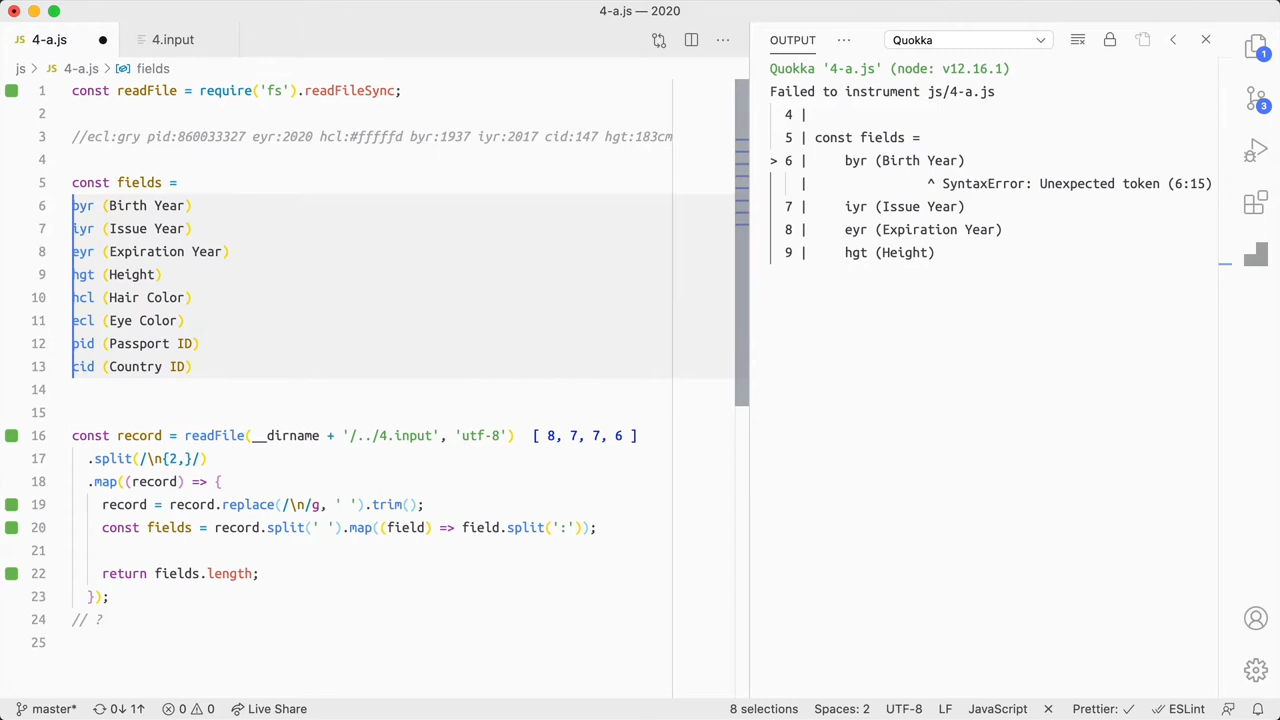 4-a.js — 2020
JS 4-a.js ● 4.input ···
OUTPUT ··· Quokka
js > JS 4-a.js > fields
1 const readFile = require('fs').readFileSync;
2
3 //ecl:gry pid:860033327 eyr:2020 hcl:#fffffd byr:1937 iyr:2017 cid:147 hgt:183cm
4
5 const fields =
6 byr (Birth Year)
7 iyr (Issue Year)
8 eyr (Expiration Year)
9 hgt (Height)
10 hcl (Hair Color)
11 ecl (Eye Color)
12 pid (Passport ID)
13 cid (Country ID)
14
15
16 const record = readFile(__dirname + '/../4.input', 'utf-8') [ 8, 7, 7, 6 ]
17 .split(/\n{2,}/)
18 .map((record) => {
19 record = record.replace(/\n/g, ' ').trim();
20 const fields = record.split(' ').map((field) => field.split(':'));
21
22 return fields.length;
23 });
24 // ?
25
Quokka '4-a.js' (node: v12.16.1)
Failed to instrument js/4-a.js
4 |
5 | const fields =
> 6 | byr (Birth Year)
| ^ SyntaxError: Unexpected token (6:15)
7 | iyr (Issue Year)
8 | eyr (Expiration Year)
9 | hgt (Height)
1
3
master* 0↓ 1↑ 0 0 Live Share 8 selections Spaces: 2 UTF-8 LF JavaScript Prettier: ✓ ESLint